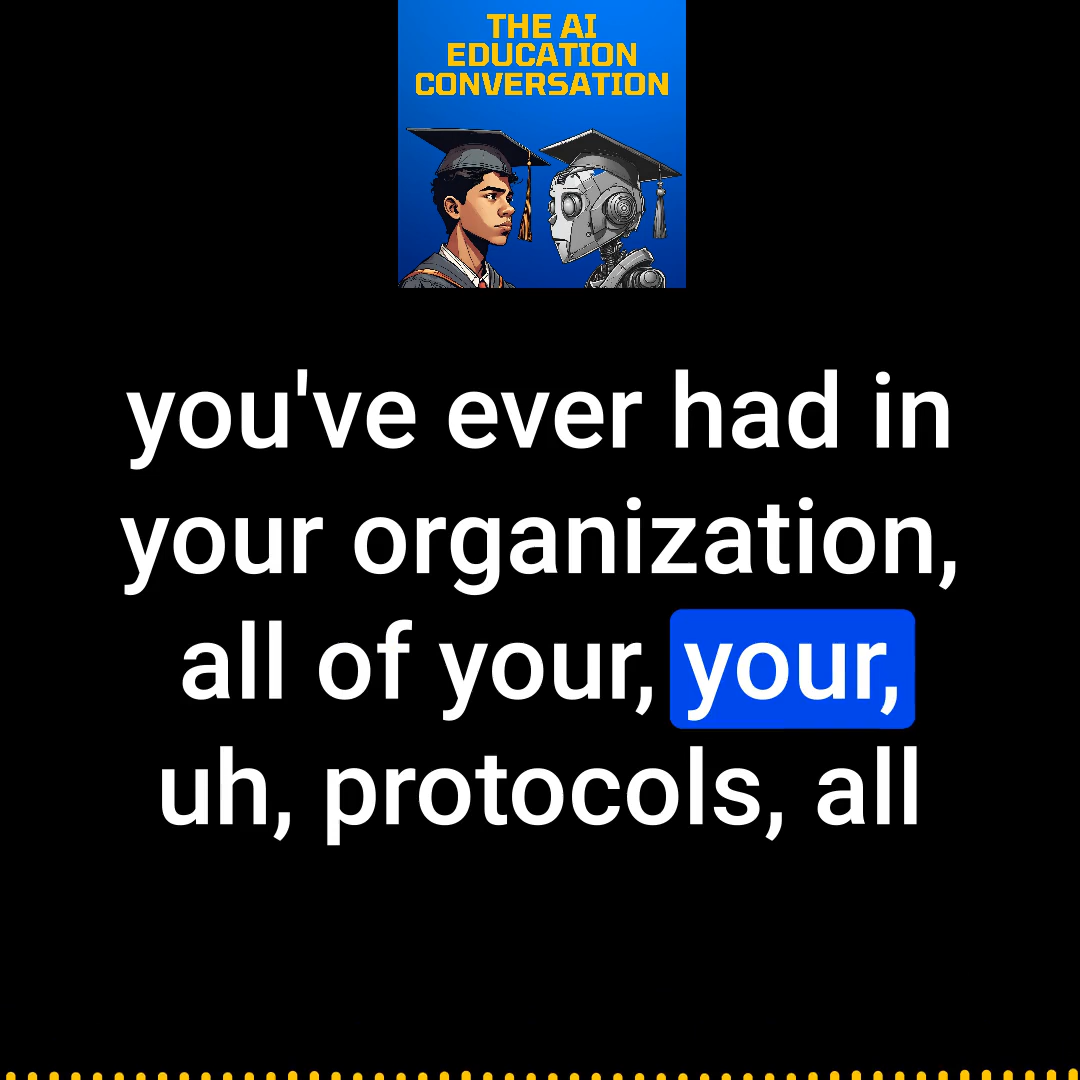 THE AI
EDUCATION
CONVERSATION
you've ever had in
your organization,
all of your, your,
uh, protocols, all